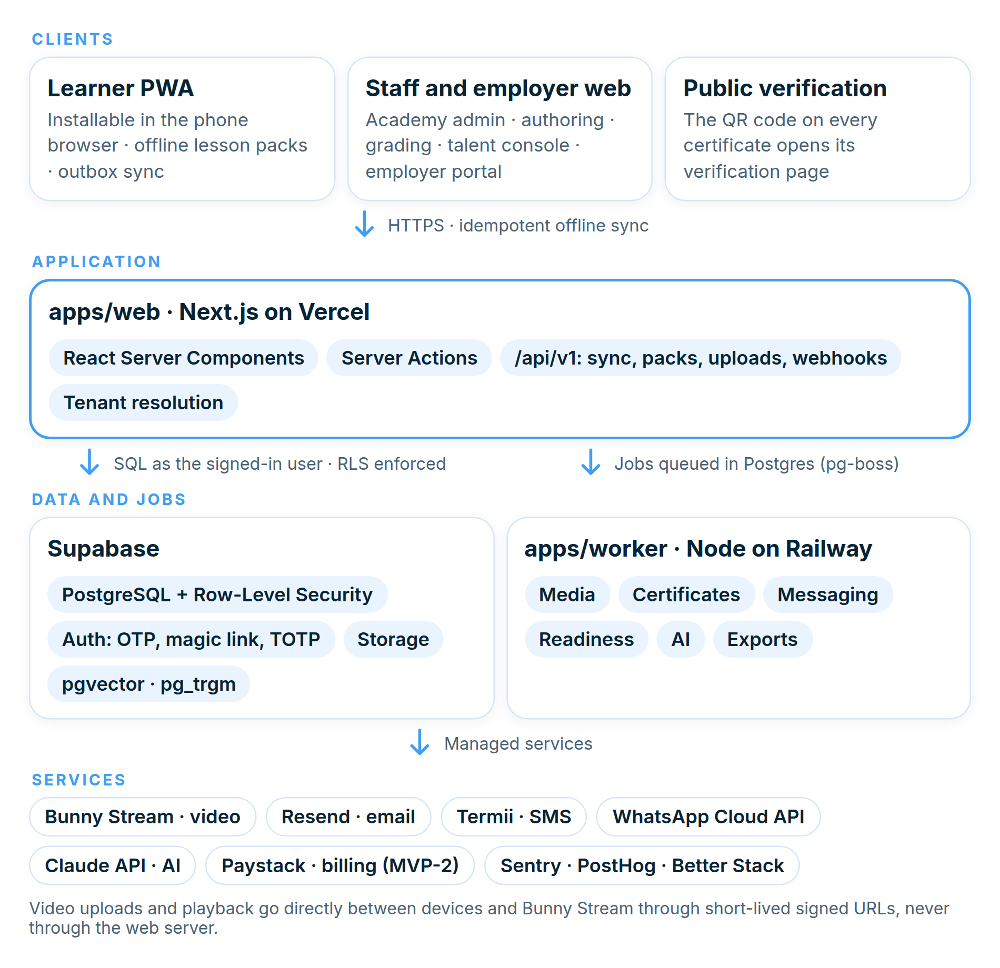 CLIENTS
Learner PWA
Installable in the phone
browser · offline lesson packs
· outbox sync
Staff and employer web
Academy admin · authoring ·
grading · talent console ·
employer portal
Public verification
The QR code on every
certificate opens its
verification page
HTTPS · idempotent offline sync
APPLICATION
apps/web · Next.js on Vercel
React Server Components
Server Actions
/api/v1: sync, packs, uploads, webhooks
Tenant resolution
SQL as the signed-in user · RLS enforced
Jobs queued in Postgres (pg-boss)
DATA AND JOBS
Supabase
PostgreSQL + Row-Level Security
Auth: OTP, magic link, TOTP
Storage
pgvector · pg_trgm
apps/worker · Node on Railway
Media
Certificates
Messaging
Readiness
AI
Exports
Managed services
SERVICES
Bunny Stream · video
Resend · email
Termii · SMS
WhatsApp Cloud API
Claude API · AI
Paystack · billing (MVP-2)
Sentry · PostHog · Better Stack
Video uploads and playback go directly between devices and Bunny Stream through short-lived signed URLs, never
through the web server.